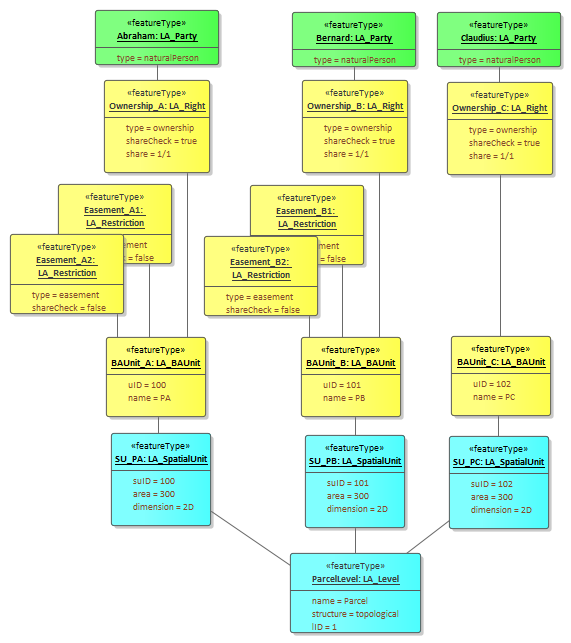 «featureType»
Abraham: LA_Party
type = naturalPerson
«featureType»
Bernard: LA_Party
type = naturalPerson
«featureType»
Claudius: LA_Party
type = naturalPerson
«featureType»
Ownership_A: LA_Right
type = ownership
shareCheck = true
share = 1/1
«featureType»
Ownership_B: LA_Right
type = ownership
shareCheck = true
share = 1/1
«featureType»
Ownership_C: LA_Right
type = ownership
shareCheck = true
share = 1/1
«featureType»
Easement_A1:
LA_Restriction
ement
= false
«featureType»
Easement_A2:
LA_Restriction
type = easement
shareCheck = false
«featureType»
Easement_B1:
LA_Restriction
ment
= false
«featureType»
Easement_B2:
LA_Restriction
type = easement
shareCheck = false
«featureType»
BAUnit_A: LA_BAUnit
uID = 100
name = PA
«featureType»
BAUnit_B: LA_BAUnit
uID = 101
name = PB
«featureType»
BAUnit_C: LA_BAUnit
uID = 102
name = PC
«featureType»
SU_PA: LA_SpatialUnit
suID = 100
area = 300
dimension = 2D
«featureType»
SU_PB: LA_SpatialUnit
suID = 101
area = 300
dimension = 2D
«featureType»
SU_PC: LA_SpatialUnit
suID = 102
area = 300
dimension = 2D
«featureType»
ParcelLevel: LA_Level
name = Parcel
structure = topological
lID = 1